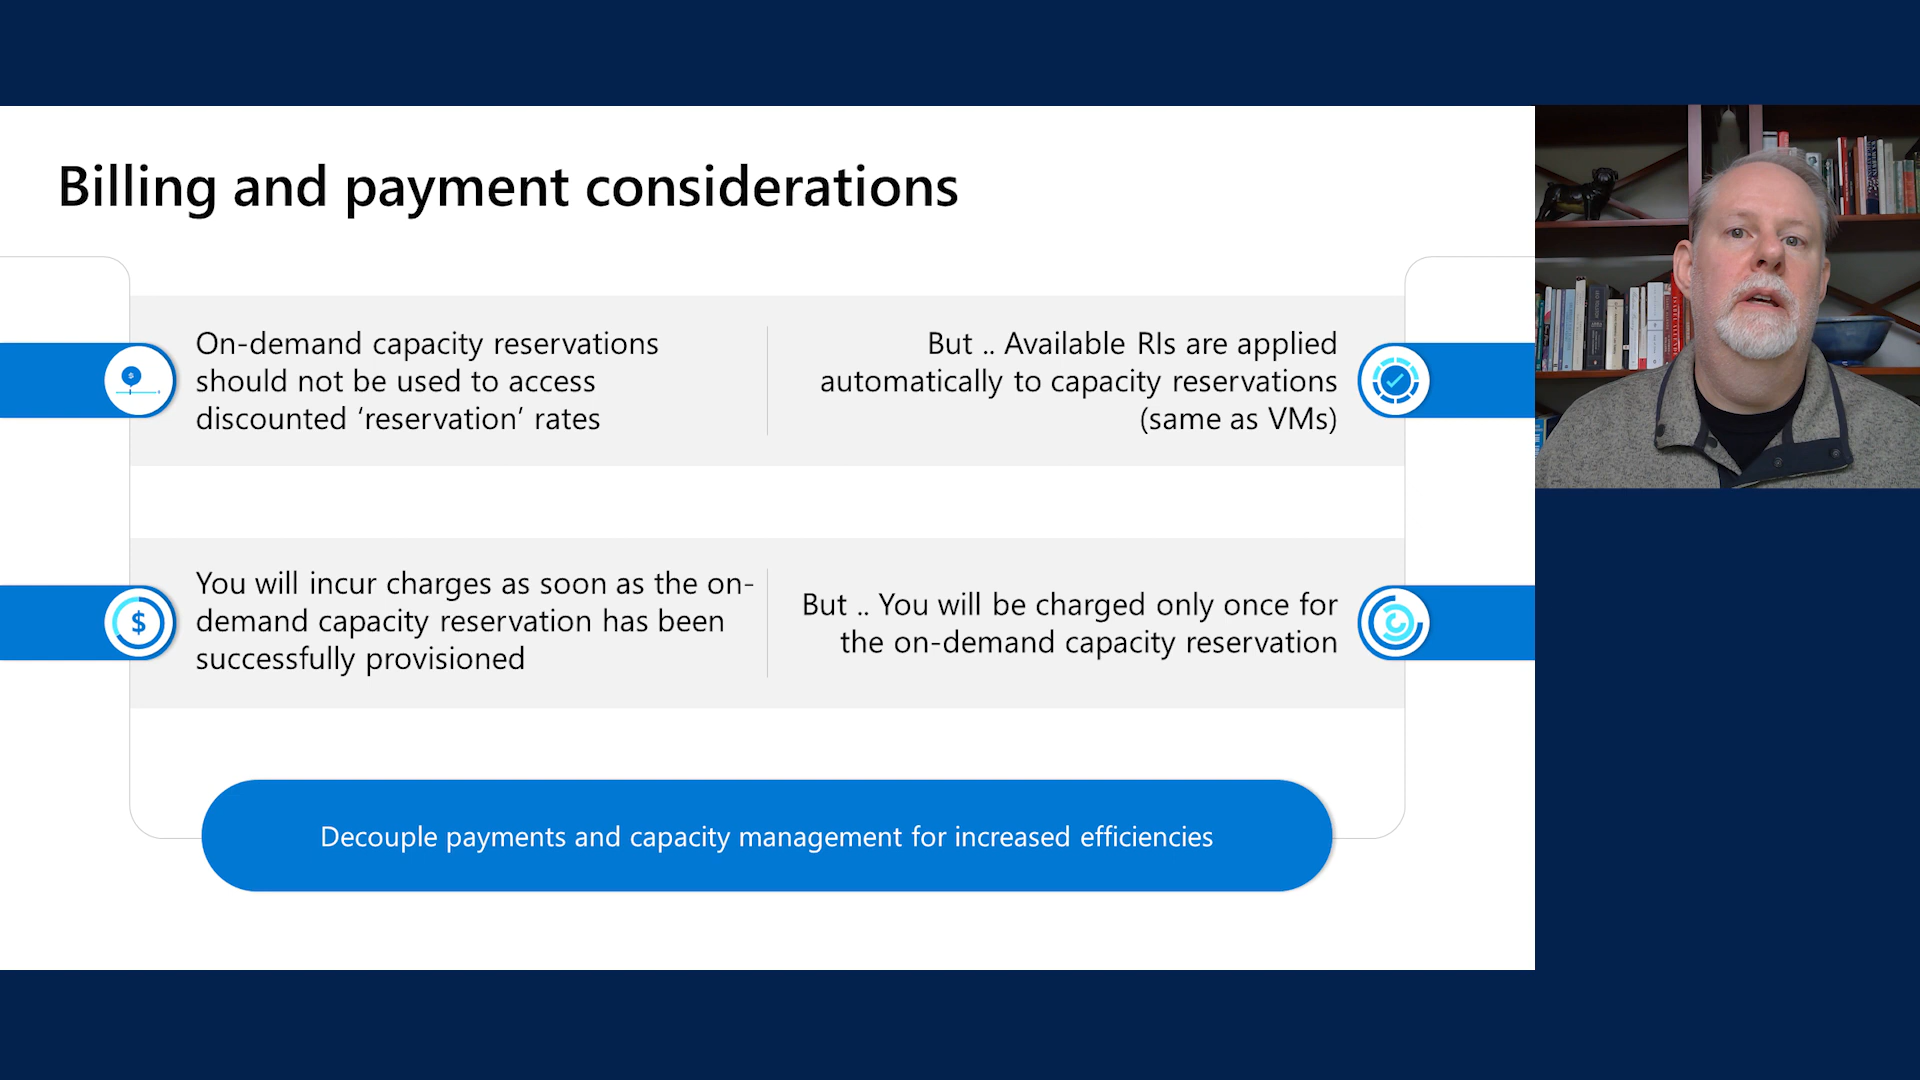 Billing and payment considerations
On-demand capacity reservations
should not be used to access
discounted ‘reservation’ rates
But .. Available RIs are applied
automatically to capacity reservations
(same as VMs)
$
You will incur charges as soon as the on-
demand capacity reservation has been
successfully provisioned
But .. You will be charged only once for
the on-demand capacity reservation
Decouple payments and capacity management for increased efficiencies